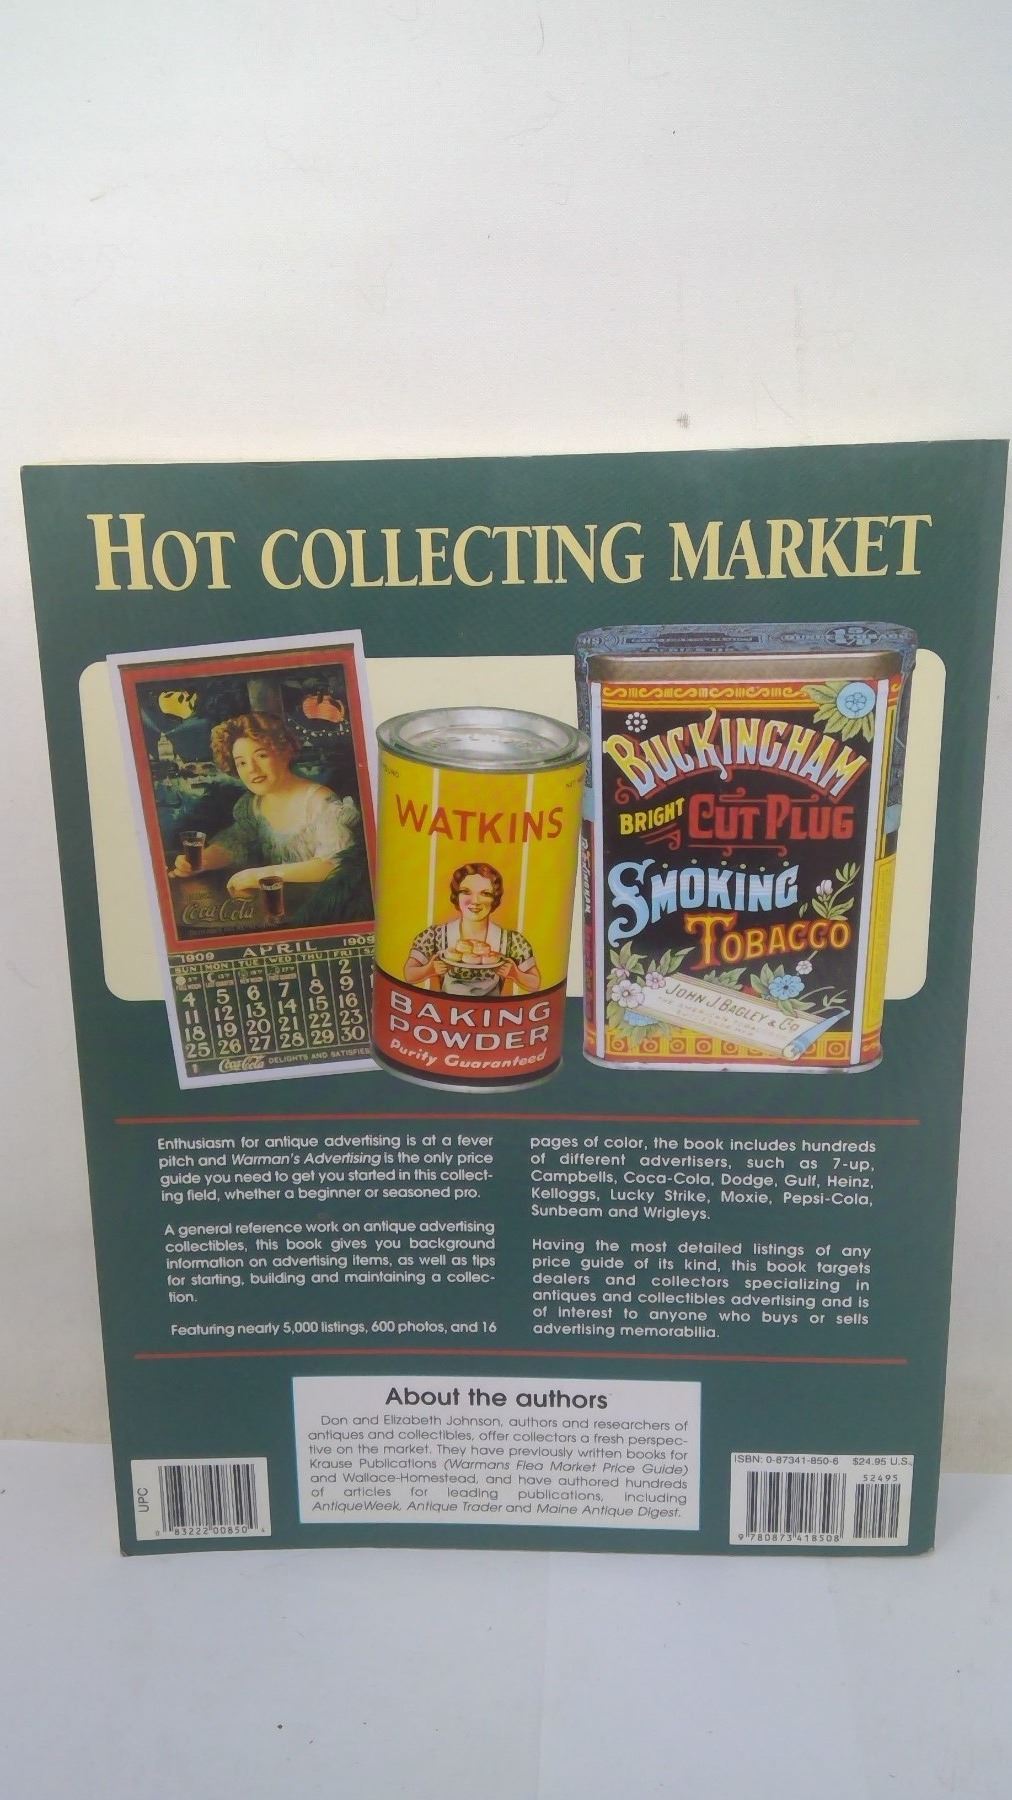 HOT COLLECTING MARKET
Coca-Cola
1909 APRIL 1909
SUN MON TUE WED THU FRI
1 2
4 5 6 7 8 9
11 12 13 14 15 16
18 19 20 21 22 23
25 26 27 28 29 30
Coca-Cola DELIGHTS AND SATISFIES
WATKINS
BAKING
POWDER
Purity Guaranteed
BUCKINGHAM
BRIGHT CUT PLUG
SMOKING
TOBACCO
JOHN J. BAGLEY & CO
Enthusiasm for antique advertising is at a fever
pitch and Warman's Advertising is the only price
guide you need to get you started in this collect-
ing field, whether a beginner or seasoned pro.
A general reference work on antique advertising
collectibles, this book gives you background
information on advertising items, as well as tips
for starting, building and maintaining a collec-
tion.
Featuring nearly 5,000 listings, 600 photos, and 16
pages of color, the book includes hundreds
of different advertisers, such as 7-up,
Campbells, Coca-Cola, Dodge, Gulf, Heinz,
Kelloggs, Lucky Strike, Moxie, Pepsi-Cola,
Sunbeam and Wrigleys.
Having the most detailed listings of any
price guide of its kind, this book targets
dealers and collectors specializing in
antiques and collectibles advertising and is
of interest to anyone who buys or sells
advertising memorabilia.
About the authors
Don and Elizabeth Johnson, authors and researchers of
antiques and collectibles, offer collectors a fresh perspec-
tive on the market. They have previously written books for
Krause Publications (Warmans Flea Market Price Guide)
and Wallace-Homestead, and have authored hundreds
of articles for leading publications, including
AntiqueWeek, Antique Trader and Maine Antique Digest.
UPC
0 83222 00850 4
ISBN: 0-87341-850-6 $24.95 U.S.
52495
9 780873 418508